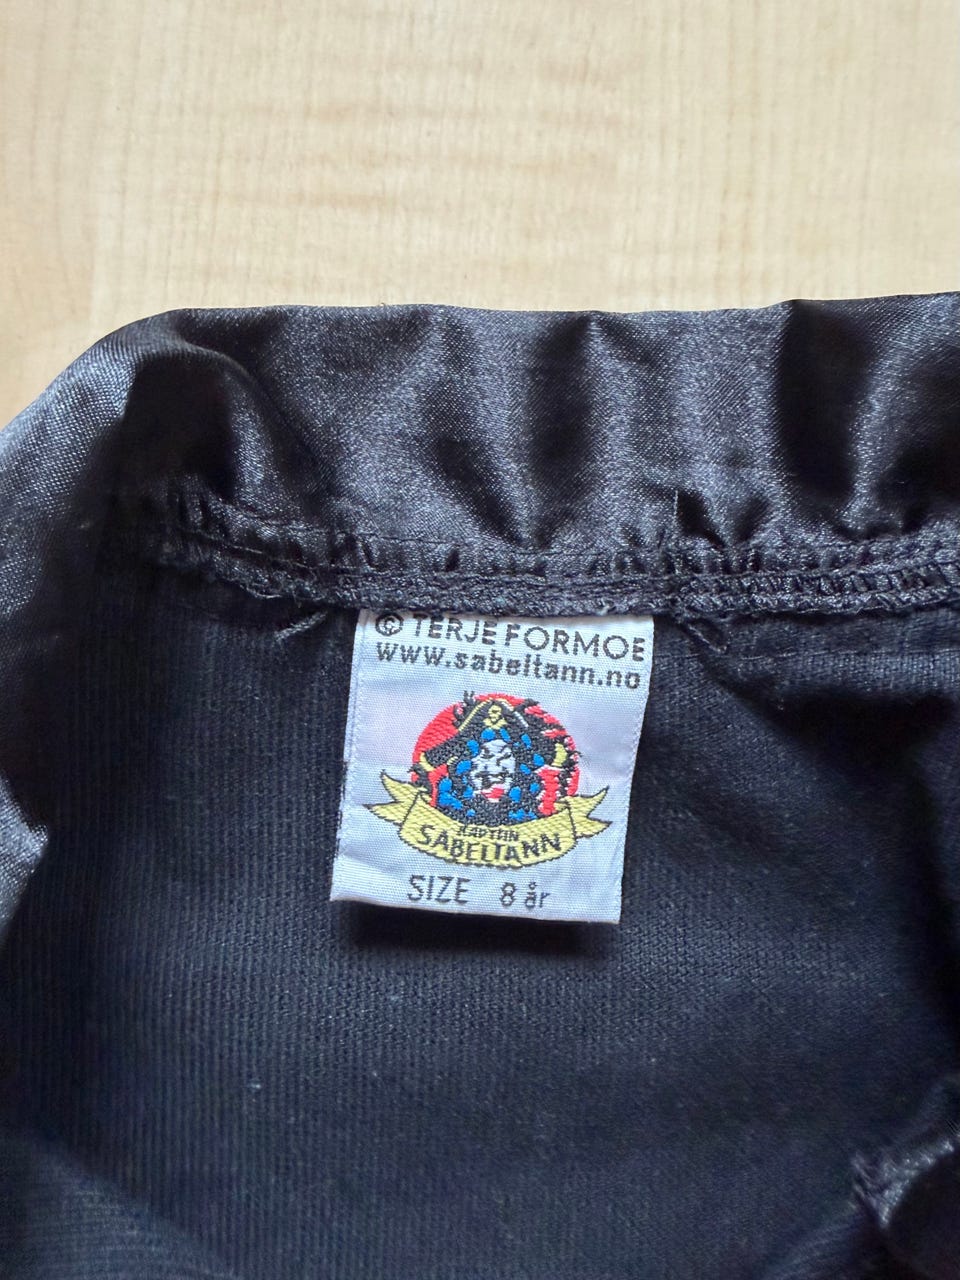 © TERJE FORMOE
www.sabeltann.no
KAPTEIN
SABELTANN
SIZE 8 år